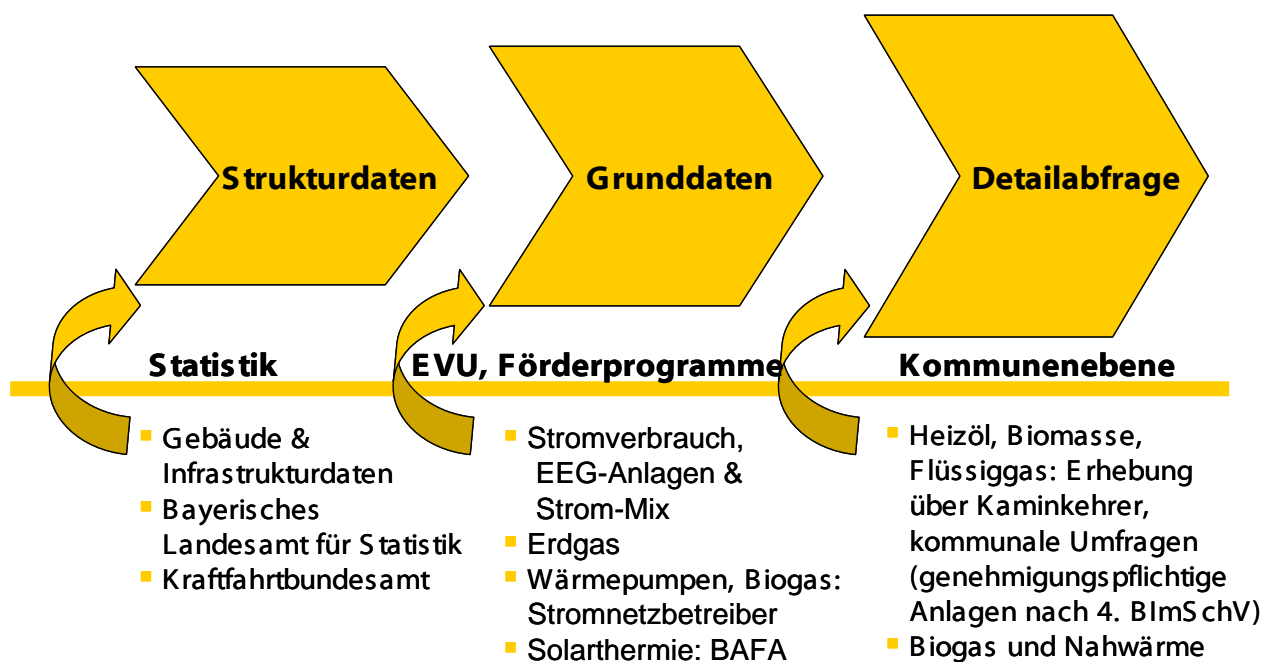 Strukturdaten
Grunddaten
Detailabfrage
Statistik
EVU, Förderprogramme
Kommunenebene
Gebäude &
Infrastrukturdaten
Bayerisches
Landesamt für Statistik
Kraftfahrtbundesamt
Stromverbrauch,
EEG-Anlagen &
Strom-Mix
Erdgas
Wärmepumpen, Biogas:
Stromnetzbetreiber
Solarthermie: BAFA
Heizöl, Biomasse,
Flüssiggas: Erhebung
über Kaminkehrer,
kommunale Umfragen
(genehmigungspflichtige
Anlagen nach 4. BImSchV)
Biogas und Nahwärme